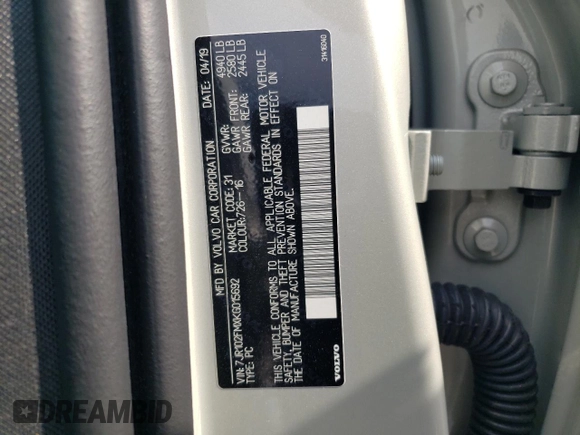 MFD BY VOLVO CAR CORPORATION DATE: 04/19
GVWR: 4940 LB
MARKET CODE: 31 GAWR FRONT: 2580 LB
COLOUR: 726-16 GAWR REAR: 2445 LB
THIS VEHICLE CONFORMS TO ALL APPLICABLE FEDERAL MOTOR VEHICLE
SAFETY, BUMPER AND THEFT PREVENTION STANDARDS IN EFFECT ON
THE DATE OF MANUFACTURE SHOWN ABOVE.
VIN: 7JR102FMXKG015692
TYPE: PC
VOLVO
31416040
DREAMBID